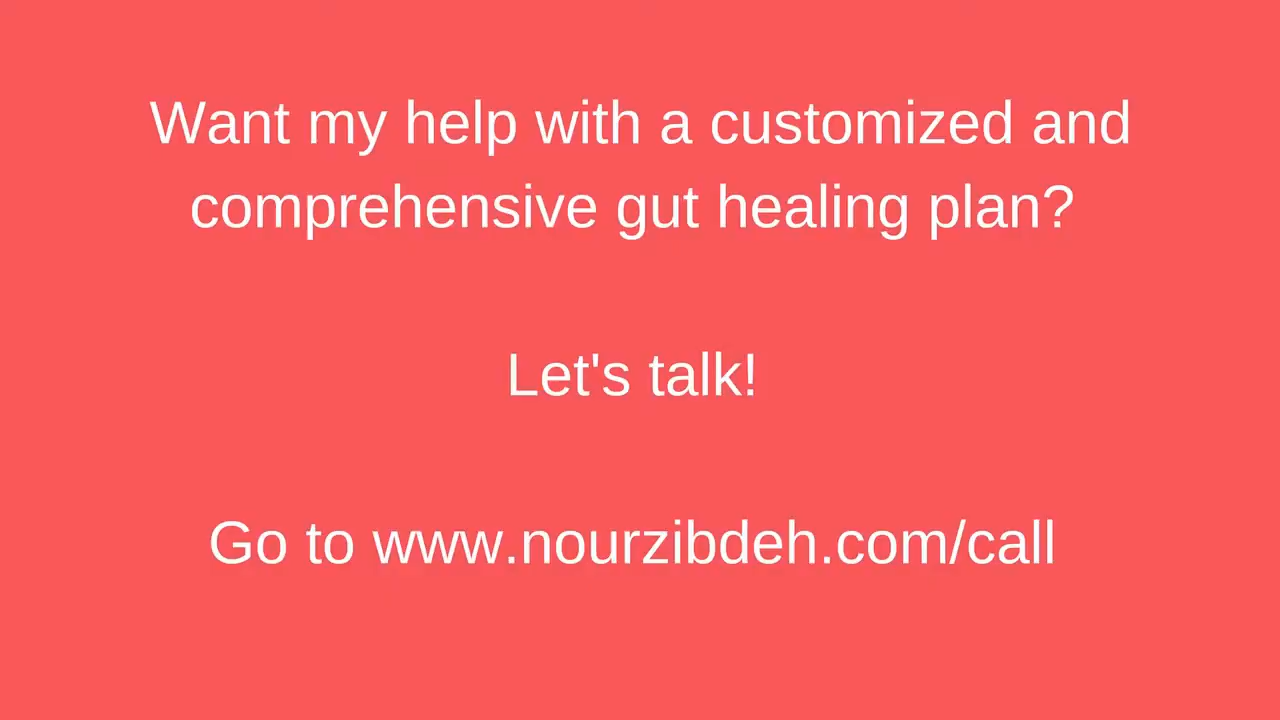 Want my help with a customized and
comprehensive gut healing plan?
Let's talk!
Go to www.nourzibdeh.com/call